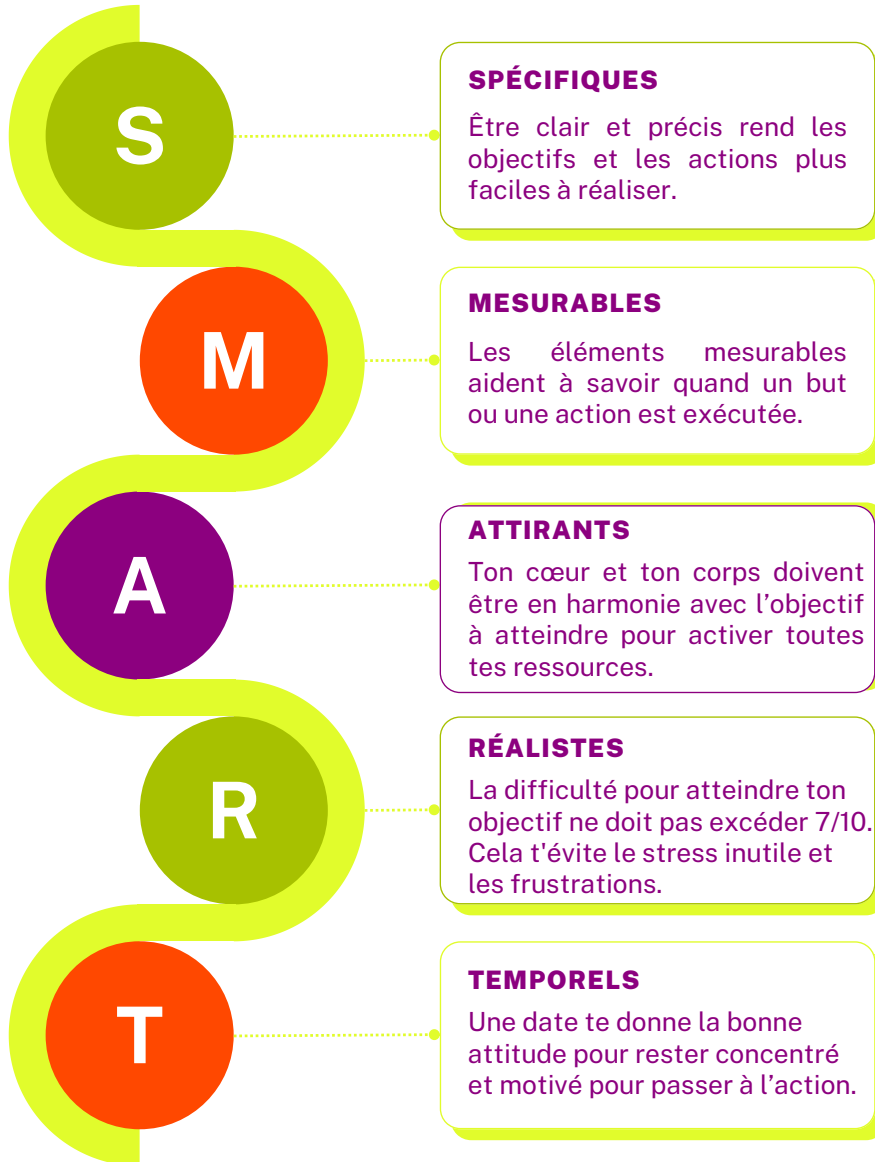 S
SPÉCIFIQUES
Être clair et précis rend les
objectifs et les actions plus
faciles à réaliser.
M
MESURABLES
Les éléments mesurables
aident à savoir quand un but
ou une action est exécutée.
A
ATTIRANTS
Ton cœur et ton corps doivent
être en harmonie avec l’objectif
à atteindre pour activer toutes
tes ressources.
R
RÉALISTES
La difficulté pour atteindre ton
objectif ne doit pas excéder 7/10.
Cela t'évite le stress inutile et
les frustrations.
T
TEMPORELS
Une date te donne la bonne
attitude pour rester concentré
et motivé pour passer à l’action.